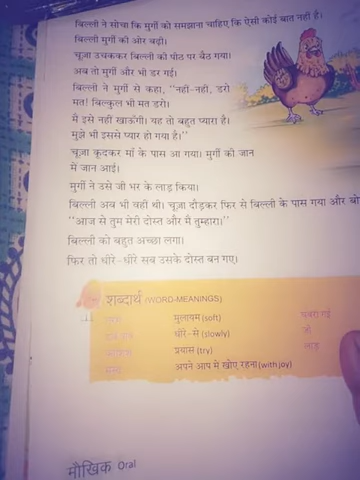 बिल्ली ने सोचा कि मुर्गी को समझाना चाहिए कि ऐसी कोई बात नहीं है।
बिल्ली मुर्गी की ओर बढ़ी।
चूज़ा उचककर बिल्ली की पीठ पर बैठ गया।
अब तो मुर्गी और भी डर गई।
बिल्ली ने मुर्गी से कहा, "नहीं-नहीं, डरो
मत! बिल्कुल भी मत डरो।
मैं इसे नहीं खाऊँगी। यह तो बहुत प्यारा है।
मुझे भी इससे प्यार हो गया है।"
चूज़ा कूदकर माँ के पास आ गया। मुर्गी की जान
में जान आई।
मुर्गी ने उसे जी भर के लाड़ किया।
बिल्ली अब भी वहीं थी। चूज़ा दौड़कर फिर से बिल्ली के पास गया और बो
"आज से तुम मेरी दोस्त और मैं तुम्हारा।"
बिल्ली को बहुत अच्छा लगा।
फिर तो धीरे-धीरे सब उसके दोस्त बन गए।
शब्दार्थ (WORD-MEANINGS)
मुलायम (soft) घबरा गई
धीरे-से (slowly) जी
प्रयास (try) लाड़
अपने आप में खोए रहना (with joy)
मौखिक Oral